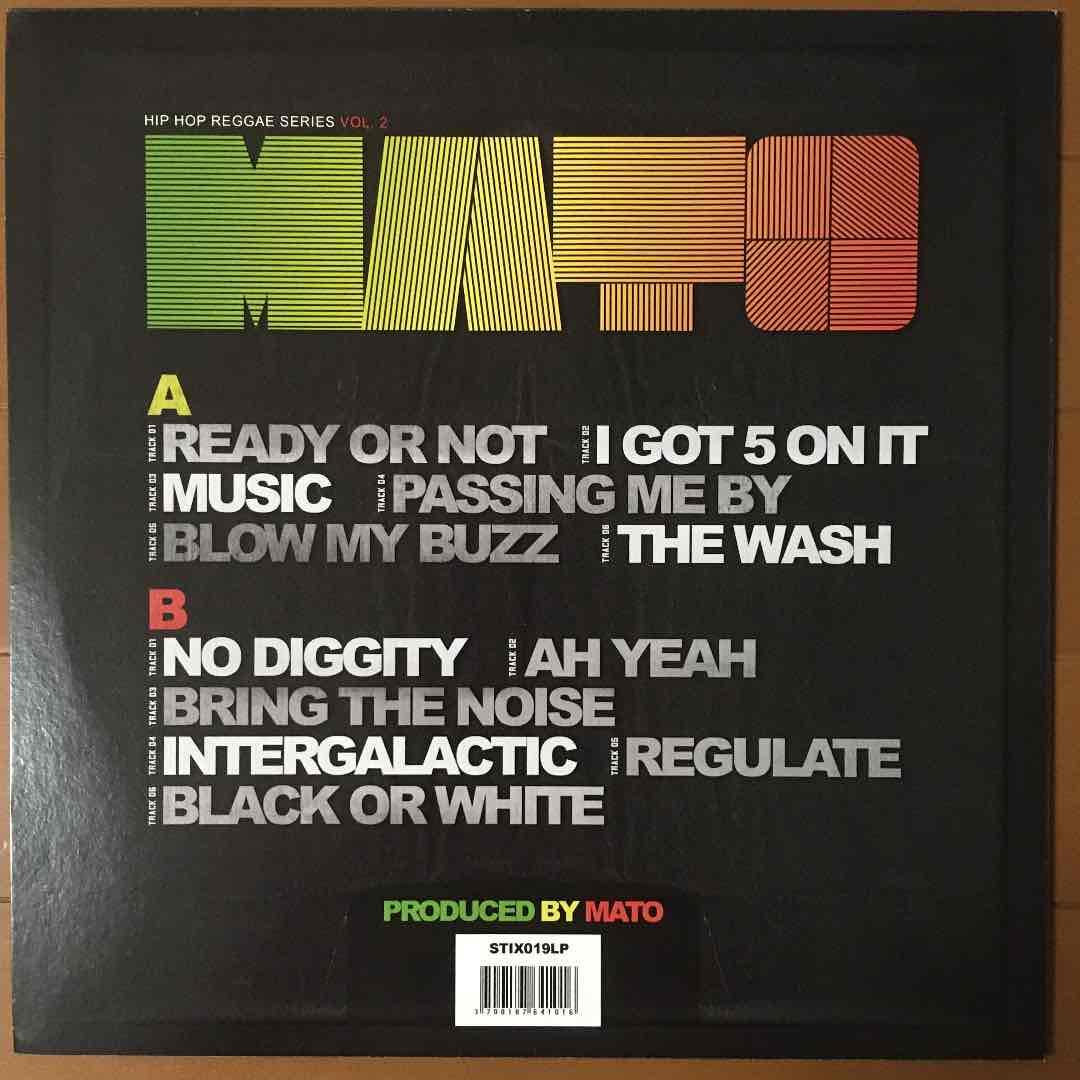 HIP HOP REGGAE SERIES VOL. 2
MATO
A
TRACK 01 READY OR NOT TRACK 02 I GOT 5 ON IT
TRACK 03 MUSIC TRACK 04 PASSING ME BY
TRACK 05 BLOW MY BUZZ TRACK 06 THE WASH
B
TRACK 01 NO DIGGITY TRACK 02 AH YEAH
TRACK 03 BRING THE NOISE
TRACK 04 INTERGALACTIC TRACK 05 REGULATE
TRACK 06 BLACK OR WHITE
PRODUCED BY MATO
STIX019LP